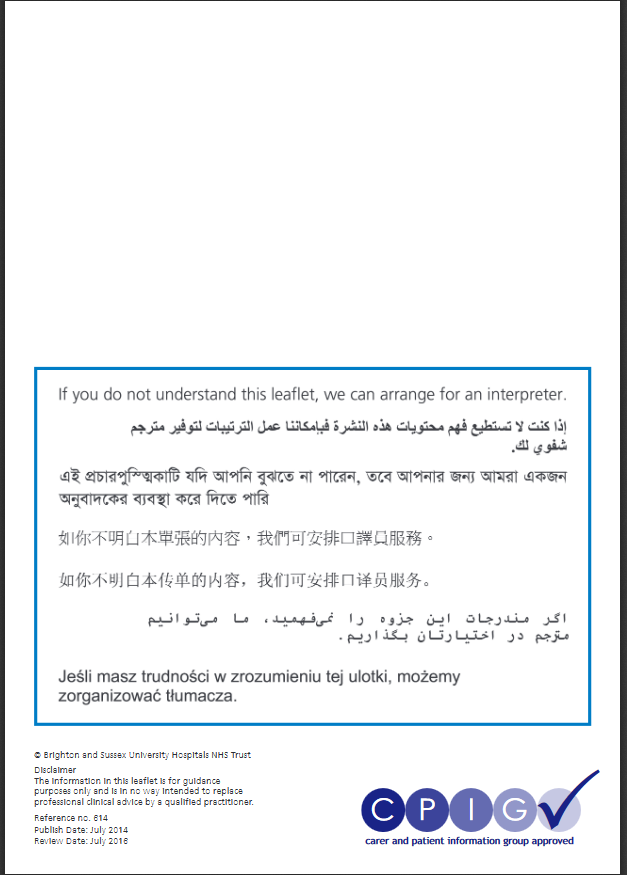 If you do not understand this leaflet, we can arrange for an interpreter.
إذا كنت لا تستطيع فهم محتويات هذه النشرة فبإمكاننا عمل الترتيبات لتوفير مترجم
شفوي لك.
এই প্রচারপুস্তিকাটি যদি আপনি বুঝতে না পারেন, তবে আপনার জন্য আমরা একজন
অনুবাদকের ব্যবস্থা করে দিতে পারি
如你不明白本單張的內容，我們可安排口譯員服務。
如你不明白本传单的内容，我们可安排口译员服务。
اگر مندرجات این جزوه را نمی‌فهمید، ما می‌توانیم
مترجم در اختیارتان بگذاریم.
Jeśli masz trudności w zrozumieniu tej ulotki, możemy
zorganizować tłumacza.
© Brighton and Sussex University Hospitals NHS Trust
Disclaimer
The information in this leaflet is for guidance
purposes only and is in no way intended to replace
professional clinical advice by a qualified practitioner.
Reference no. 614
Publish Date: July 2014
Review Date: July 2016
CPIG
carer and patient information group approved